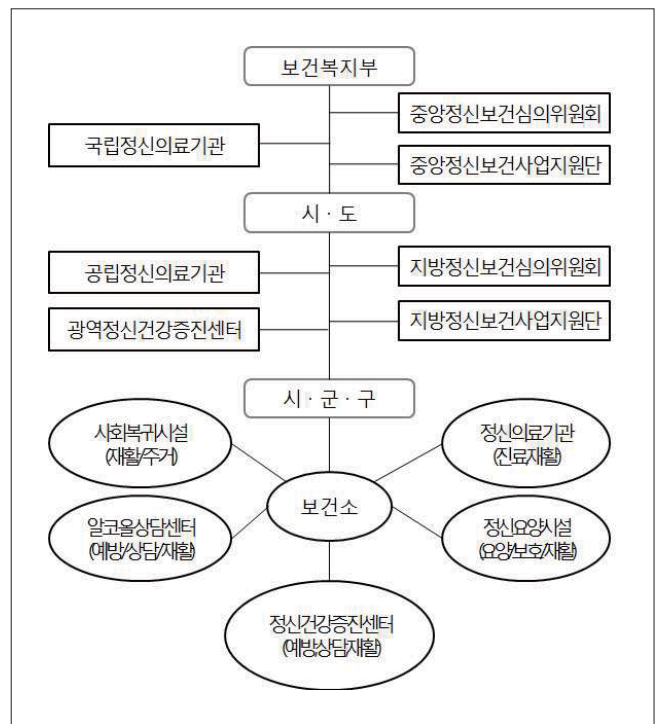 보건복지부
중앙정신보건심의위원회
국립정신의료기관
중앙정신보건사업지원단
시 · 도
공립정신의료기관
지방정신보건심의위원회
광역정신건강증진센터
지방정신보건사업지원단
시 · 군 · 구
사회복귀시설
(재활/주거)
정신의료기관
(진료/재활)
보건소
알코올상담센터
(예방/상담/재활)
정신요양시설
(요양/보호/재활)
정신건강증진센터
(예방상담재활)